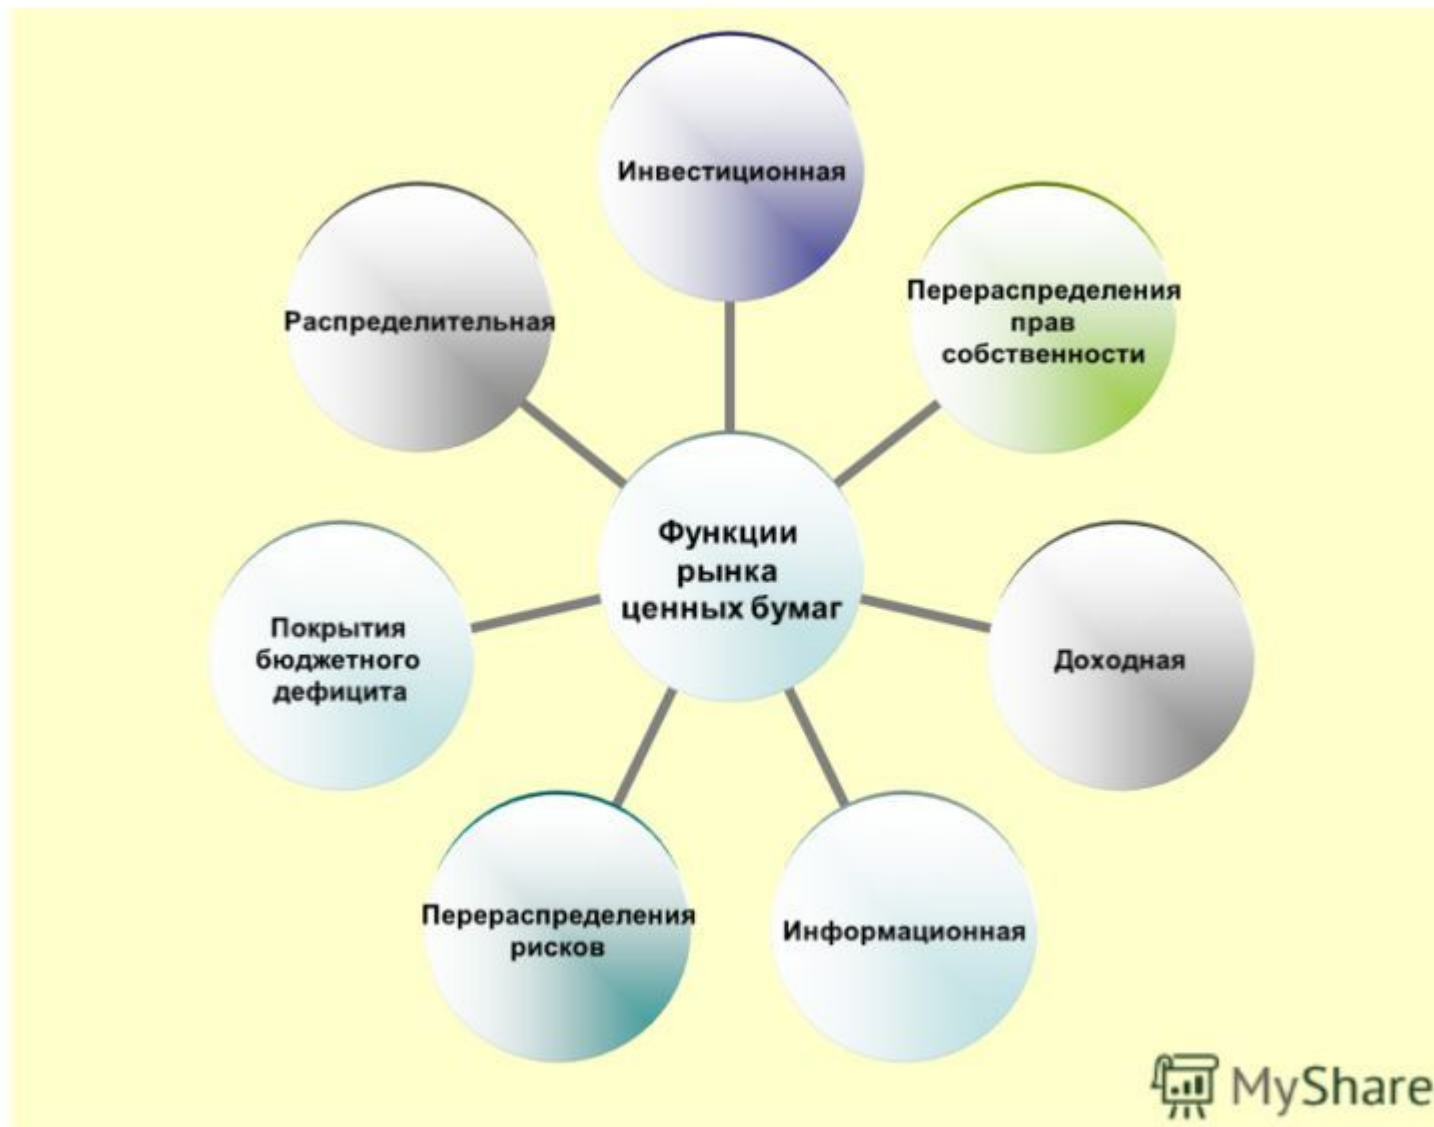 Инвестиционная
Перераспределения
прав
собственности
Доходная
Информационная
Перераспределения
рисков
Покрытия
бюджетного
дефицита
Распределительная
Функции
рынка
ценных бумаг
MyShare